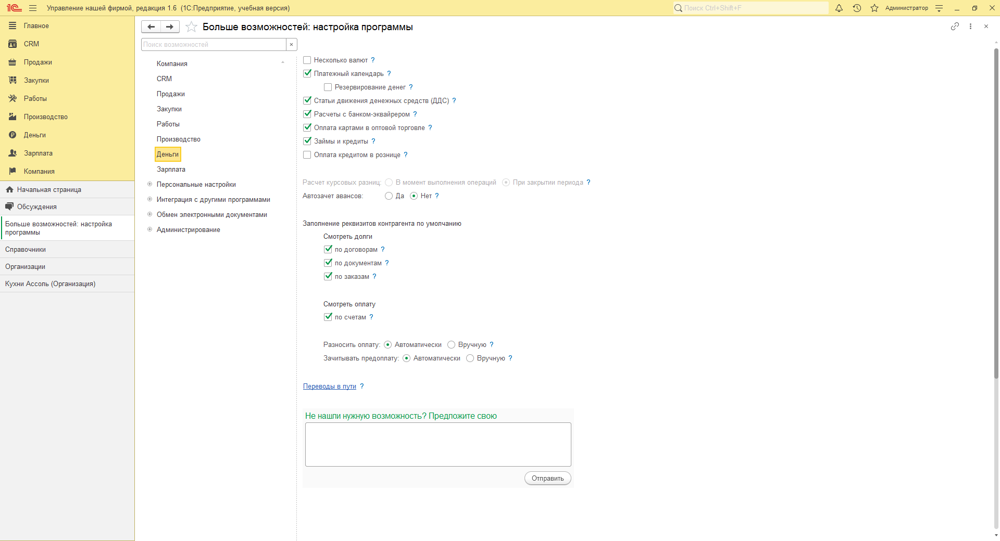 Управление нашей фирмой, редакция 1.6 (1С:Предприятие, учебная версия)
Поиск Ctrl+Shift+F
Администратор
Главное
CRM
Продажи
Закупки
Работы
Производство
Деньги
Зарплата
Компания
Начальная страница
Обсуждения
Больше возможностей: настройка
программы
Справочники
Организации
Кухни Ассоль (Организация)
Больше возможностей: настройка программы
Поиск возможностей
×
Компания
CRM
Продажи
Закупки
Работы
Производство
Деньги
Зарплата
Персональные настройки
Интеграция с другими программами
Обмен электронными документами
Администрирование
Несколько валют ?
Платежный календарь ?
Резервирование денег ?
Статьи движения денежных средств (ДДС) ?
Расчеты с банком-эквайрером ?
Оплата картами в оптовой торговле ?
Займы и кредиты ?
Оплата кредитом в рознице ?
Расчет курсовых разниц: В момент выполнения операций При закрытии периода ?
Автозачет авансов: Да Нет ?
Заполнение реквизитов контрагента по умолчанию
Смотреть долги
по договорам ?
по документам ?
по заказам ?
Смотреть оплату
по счетам ?
Разносить оплату: Автоматически Вручную ?
Зачитывать предоплату: Автоматически Вручную ?
Переводы в пути ?
Не нашли нужную возможность? Предложите свою
Отправить